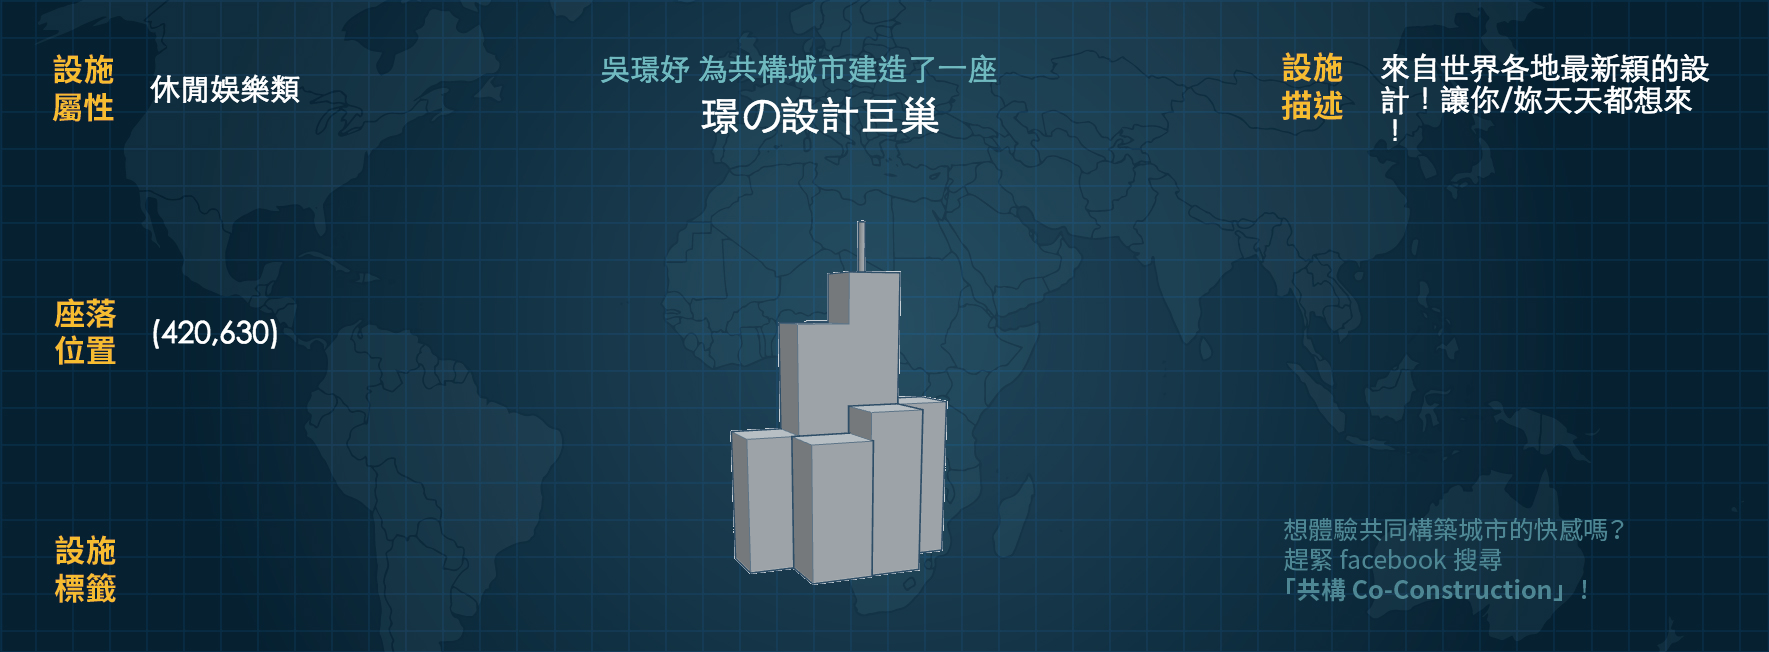 設施
屬性
休閒娛樂類
吳璟妤 為共構城市建造了一座
璟の設計巨巢
設施
描述
來自世界各地最新穎的設
計！讓你/妳天天都想來
！
座落
位置
(420,630)
設施
標籤
想體驗共同構築城市的快感嗎？
趕緊 facebook 搜尋
「共構 Co-Construction」！